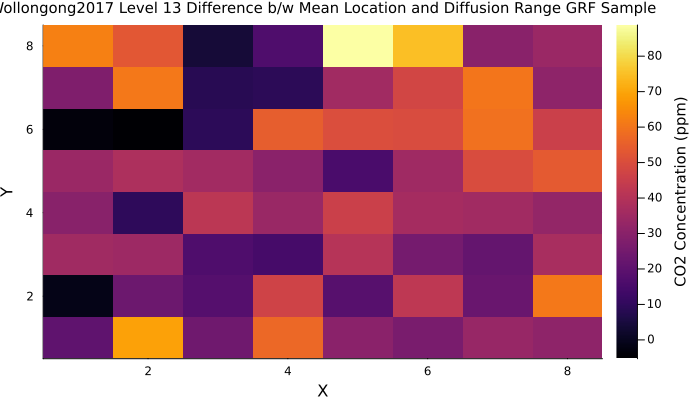 Wollongong2017 Level 13 Difference b/w Mean Location and Diffusion Range GRF Sample
8
6
4
2
Y
2 4 6 8
X
80
70
60
50
40
30
20
10
0
CO2 Concentration (ppm)